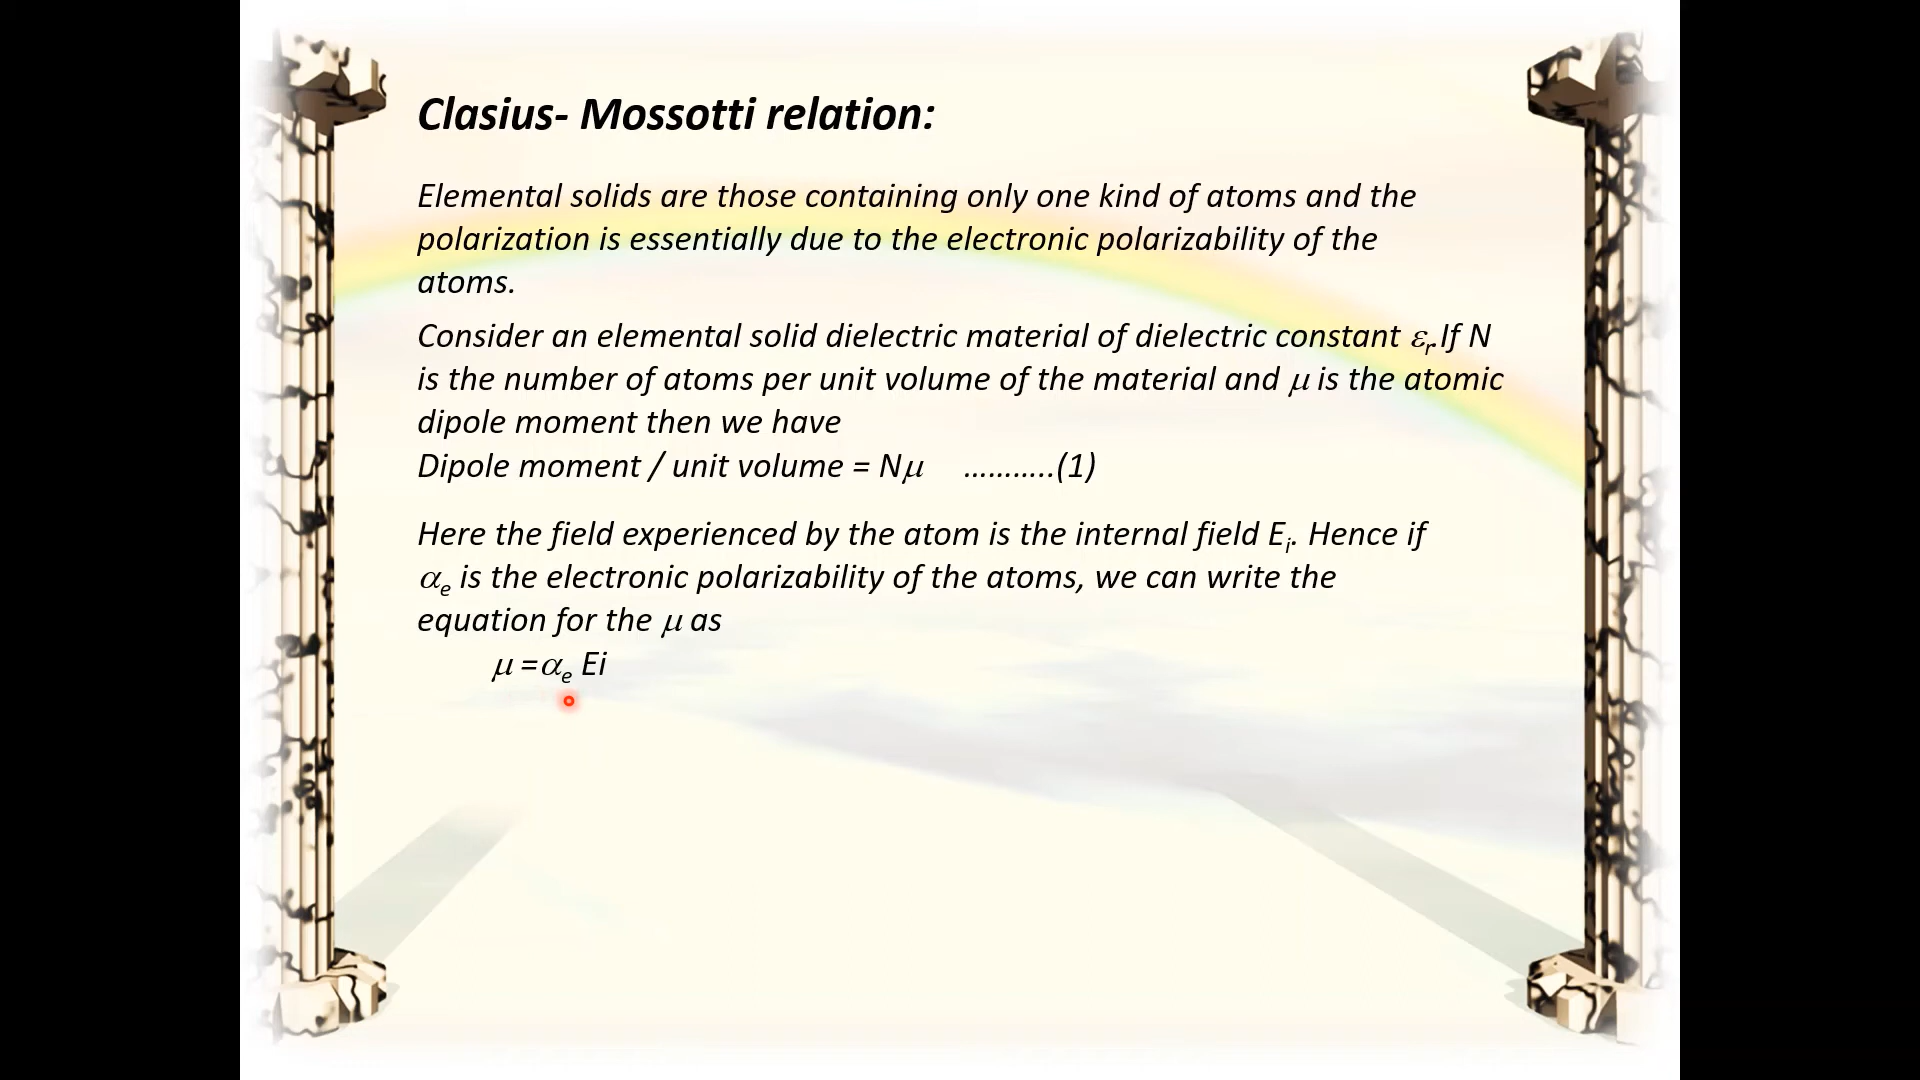 Clasius- Mossotti relation:
Elemental solids are those containing only one kind of atoms and the
polarization is essentially due to the electronic polarizability of the
atoms.
Consider an elemental solid dielectric material of dielectric constant εr.If N
is the number of atoms per unit volume of the material and μ is the atomic
dipole moment then we have
Dipole moment / unit volume = Nμ ………..(1)
Here the field experienced by the atom is the internal field Ei. Hence if
αe is the electronic polarizability of the atoms, we can write the
equation for the μ as
μ =αe Ei